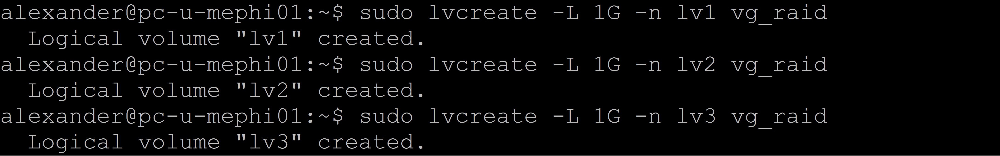 alexander@pc-u-mephi01:~$ sudo lvcreate -L 1G -n lv1 vg_raid
  Logical volume "lv1" created.
alexander@pc-u-mephi01:~$ sudo lvcreate -L 1G -n lv2 vg_raid
  Logical volume "lv2" created.
alexander@pc-u-mephi01:~$ sudo lvcreate -L 1G -n lv3 vg_raid
  Logical volume "lv3" created.